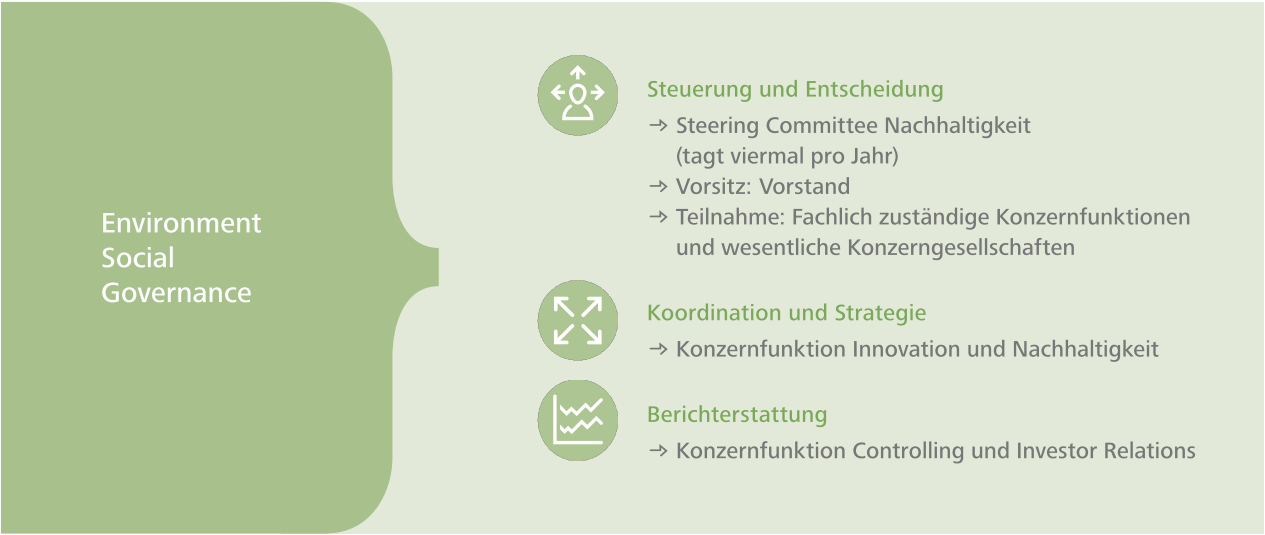 Environment
Social
Governance
Steuerung und Entscheidung
→ Steering Committee Nachhaltigkeit
(tagt viermal pro Jahr)
→ Vorsitz: Vorstand
→ Teilnahme: Fachlich zuständige Konzernfunktionen
und wesentliche Konzerngesellschaften
Koordination und Strategie
→ Konzernfunktion Innovation und Nachhaltigkeit
Berichterstattung
→ Konzernfunktion Controlling und Investor Relations